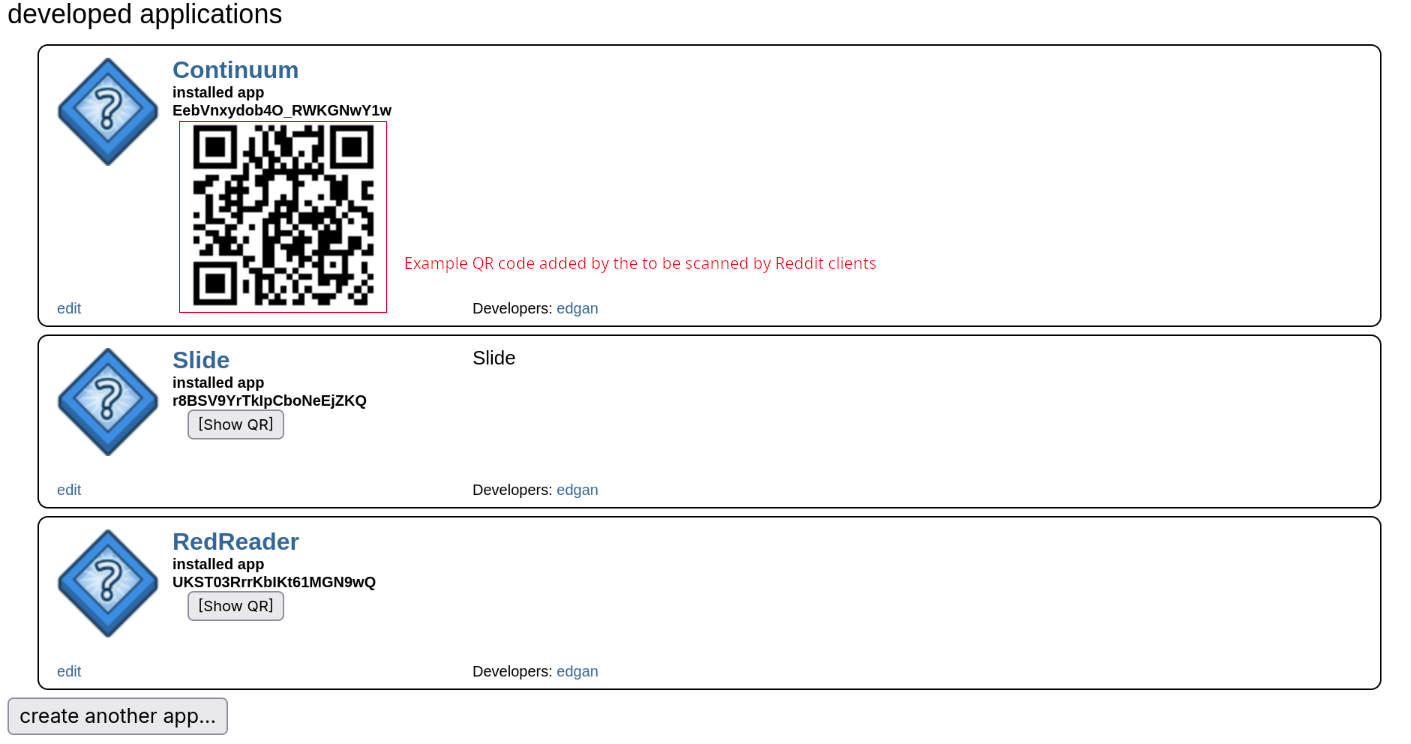 developed applications
Continuum
installed app
EebVnxydob4O_RWKGNwY1w
Example QR code added by the to be scanned by Reddit clients
edit
Developers: edgan
Slide
Slide
installed app
r8BSV9YrTkIpCboNeEjZKQ
[Show QR]
edit
Developers: edgan
RedReader
installed app
UKST03RrrKbIKt61MGN9wQ
[Show QR]
edit
Developers: edgan
create another app...